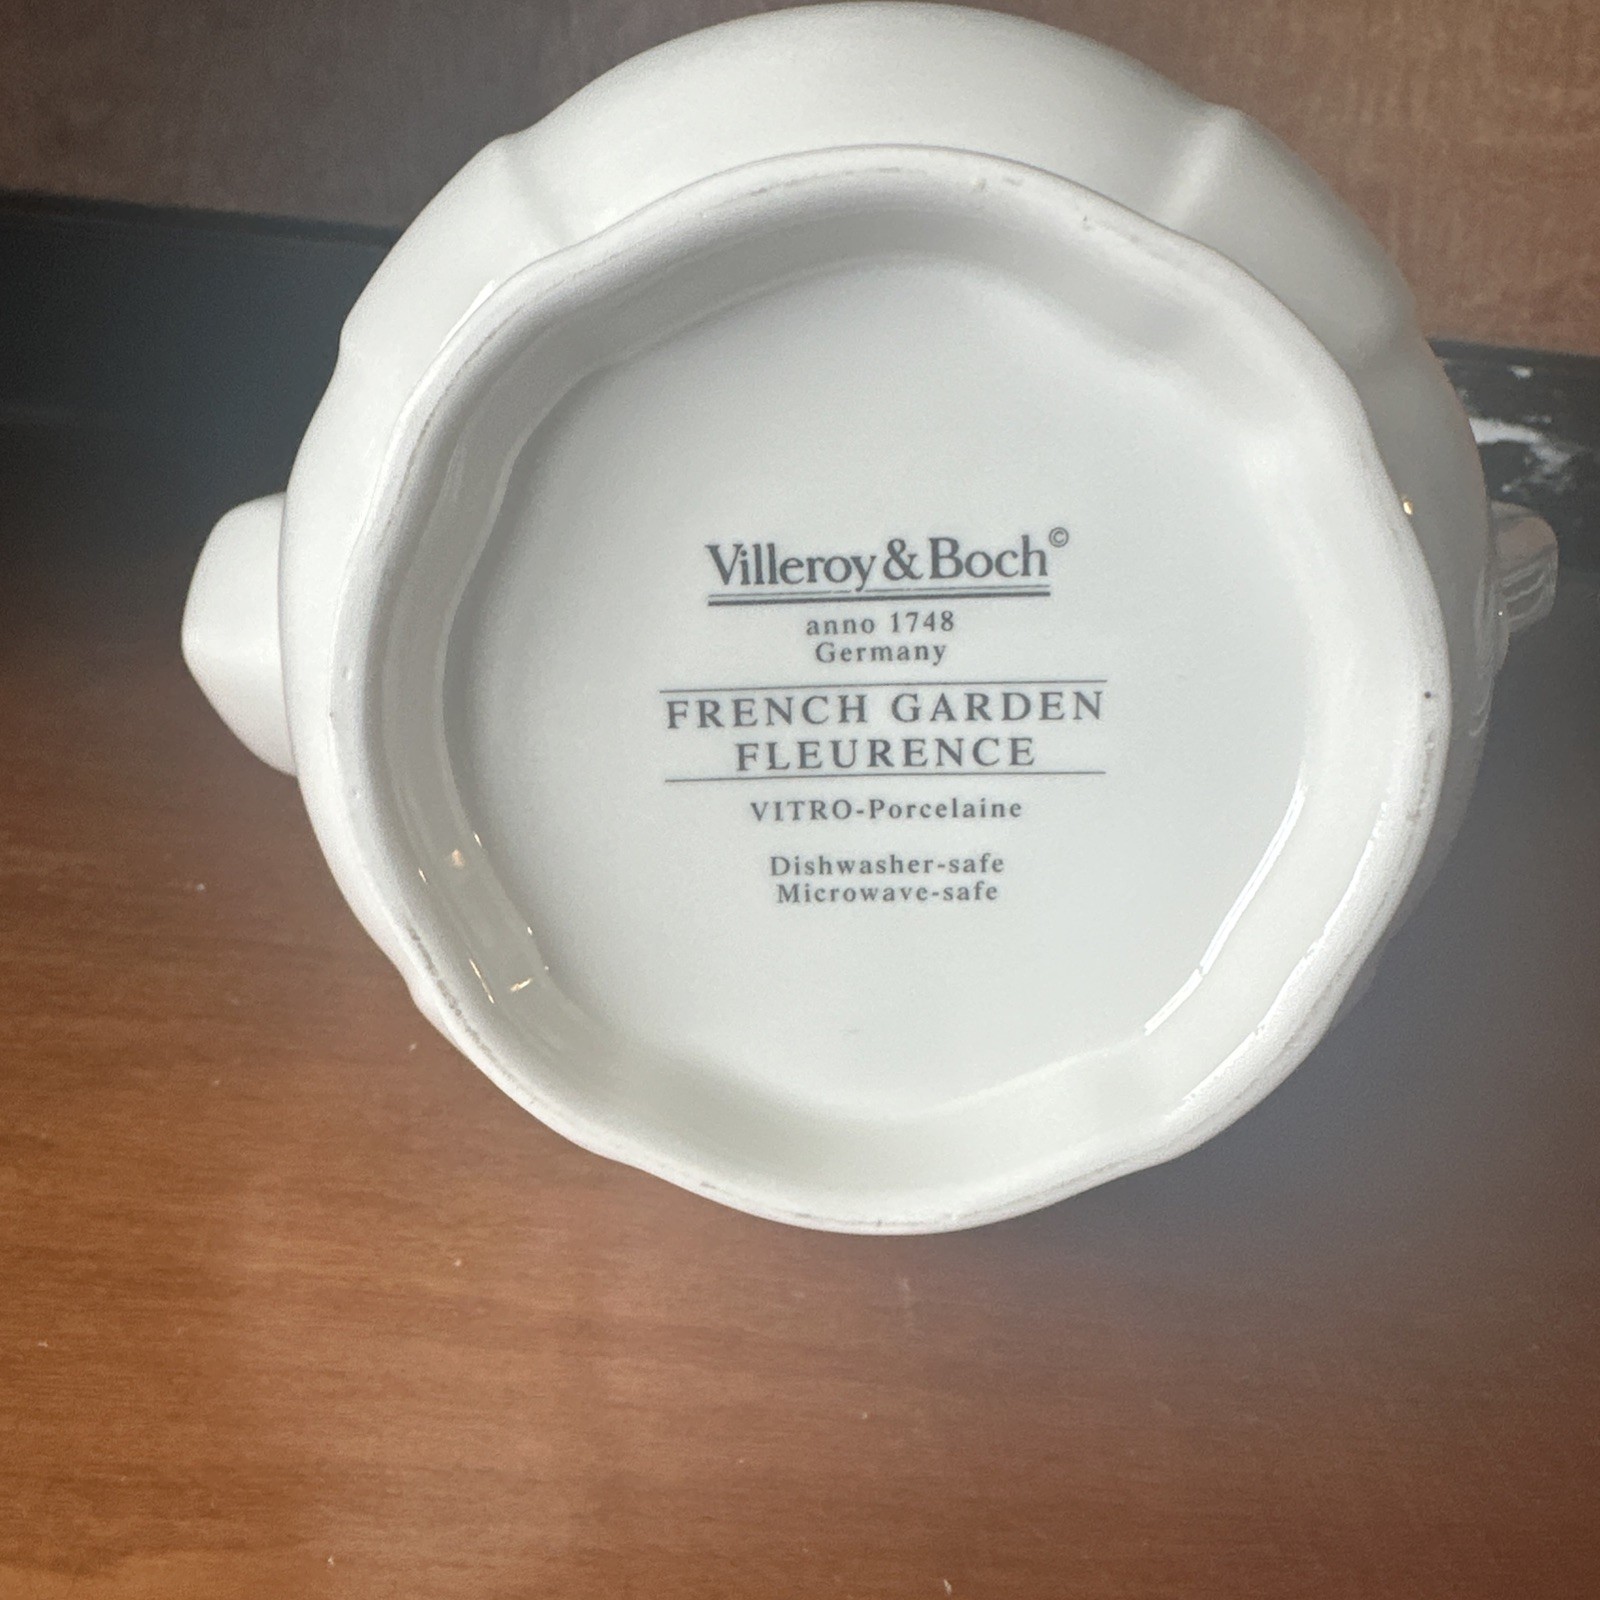 Villeroy & Boch©
anno 1748
Germany
FRENCH GARDEN
FLEURENCE
VITRO-Porcelaine
Dishwasher-safe
Microwave-safe